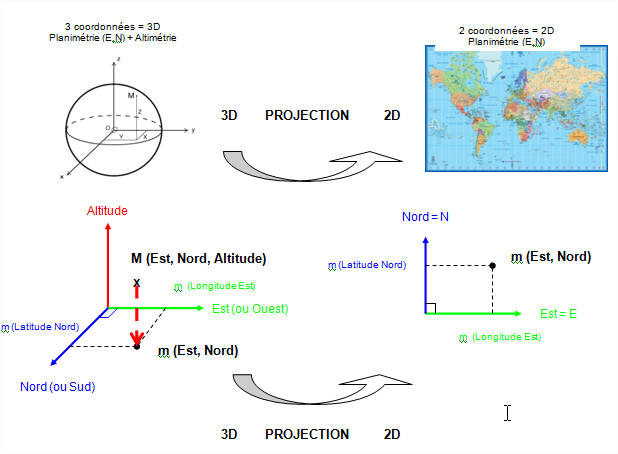 3 coordonnées = 3D
Planimétrie (E,N) + Altimétrie
2 coordonnées = 2D
Planimétrie (E,N)
z
M
Z
O
Y
X
y
x
3D PROJECTION 2D
Altitude
M (Est, Nord, Altitude)
x
m (Longitude Est)
Est (ou Ouest)
m (Latitude Nord)
m (Est, Nord)
Nord (ou Sud)
Nord = N
m (Latitude Nord)
m (Est, Nord)
Est = E
m (Longitude Est)
3D PROJECTION 2D